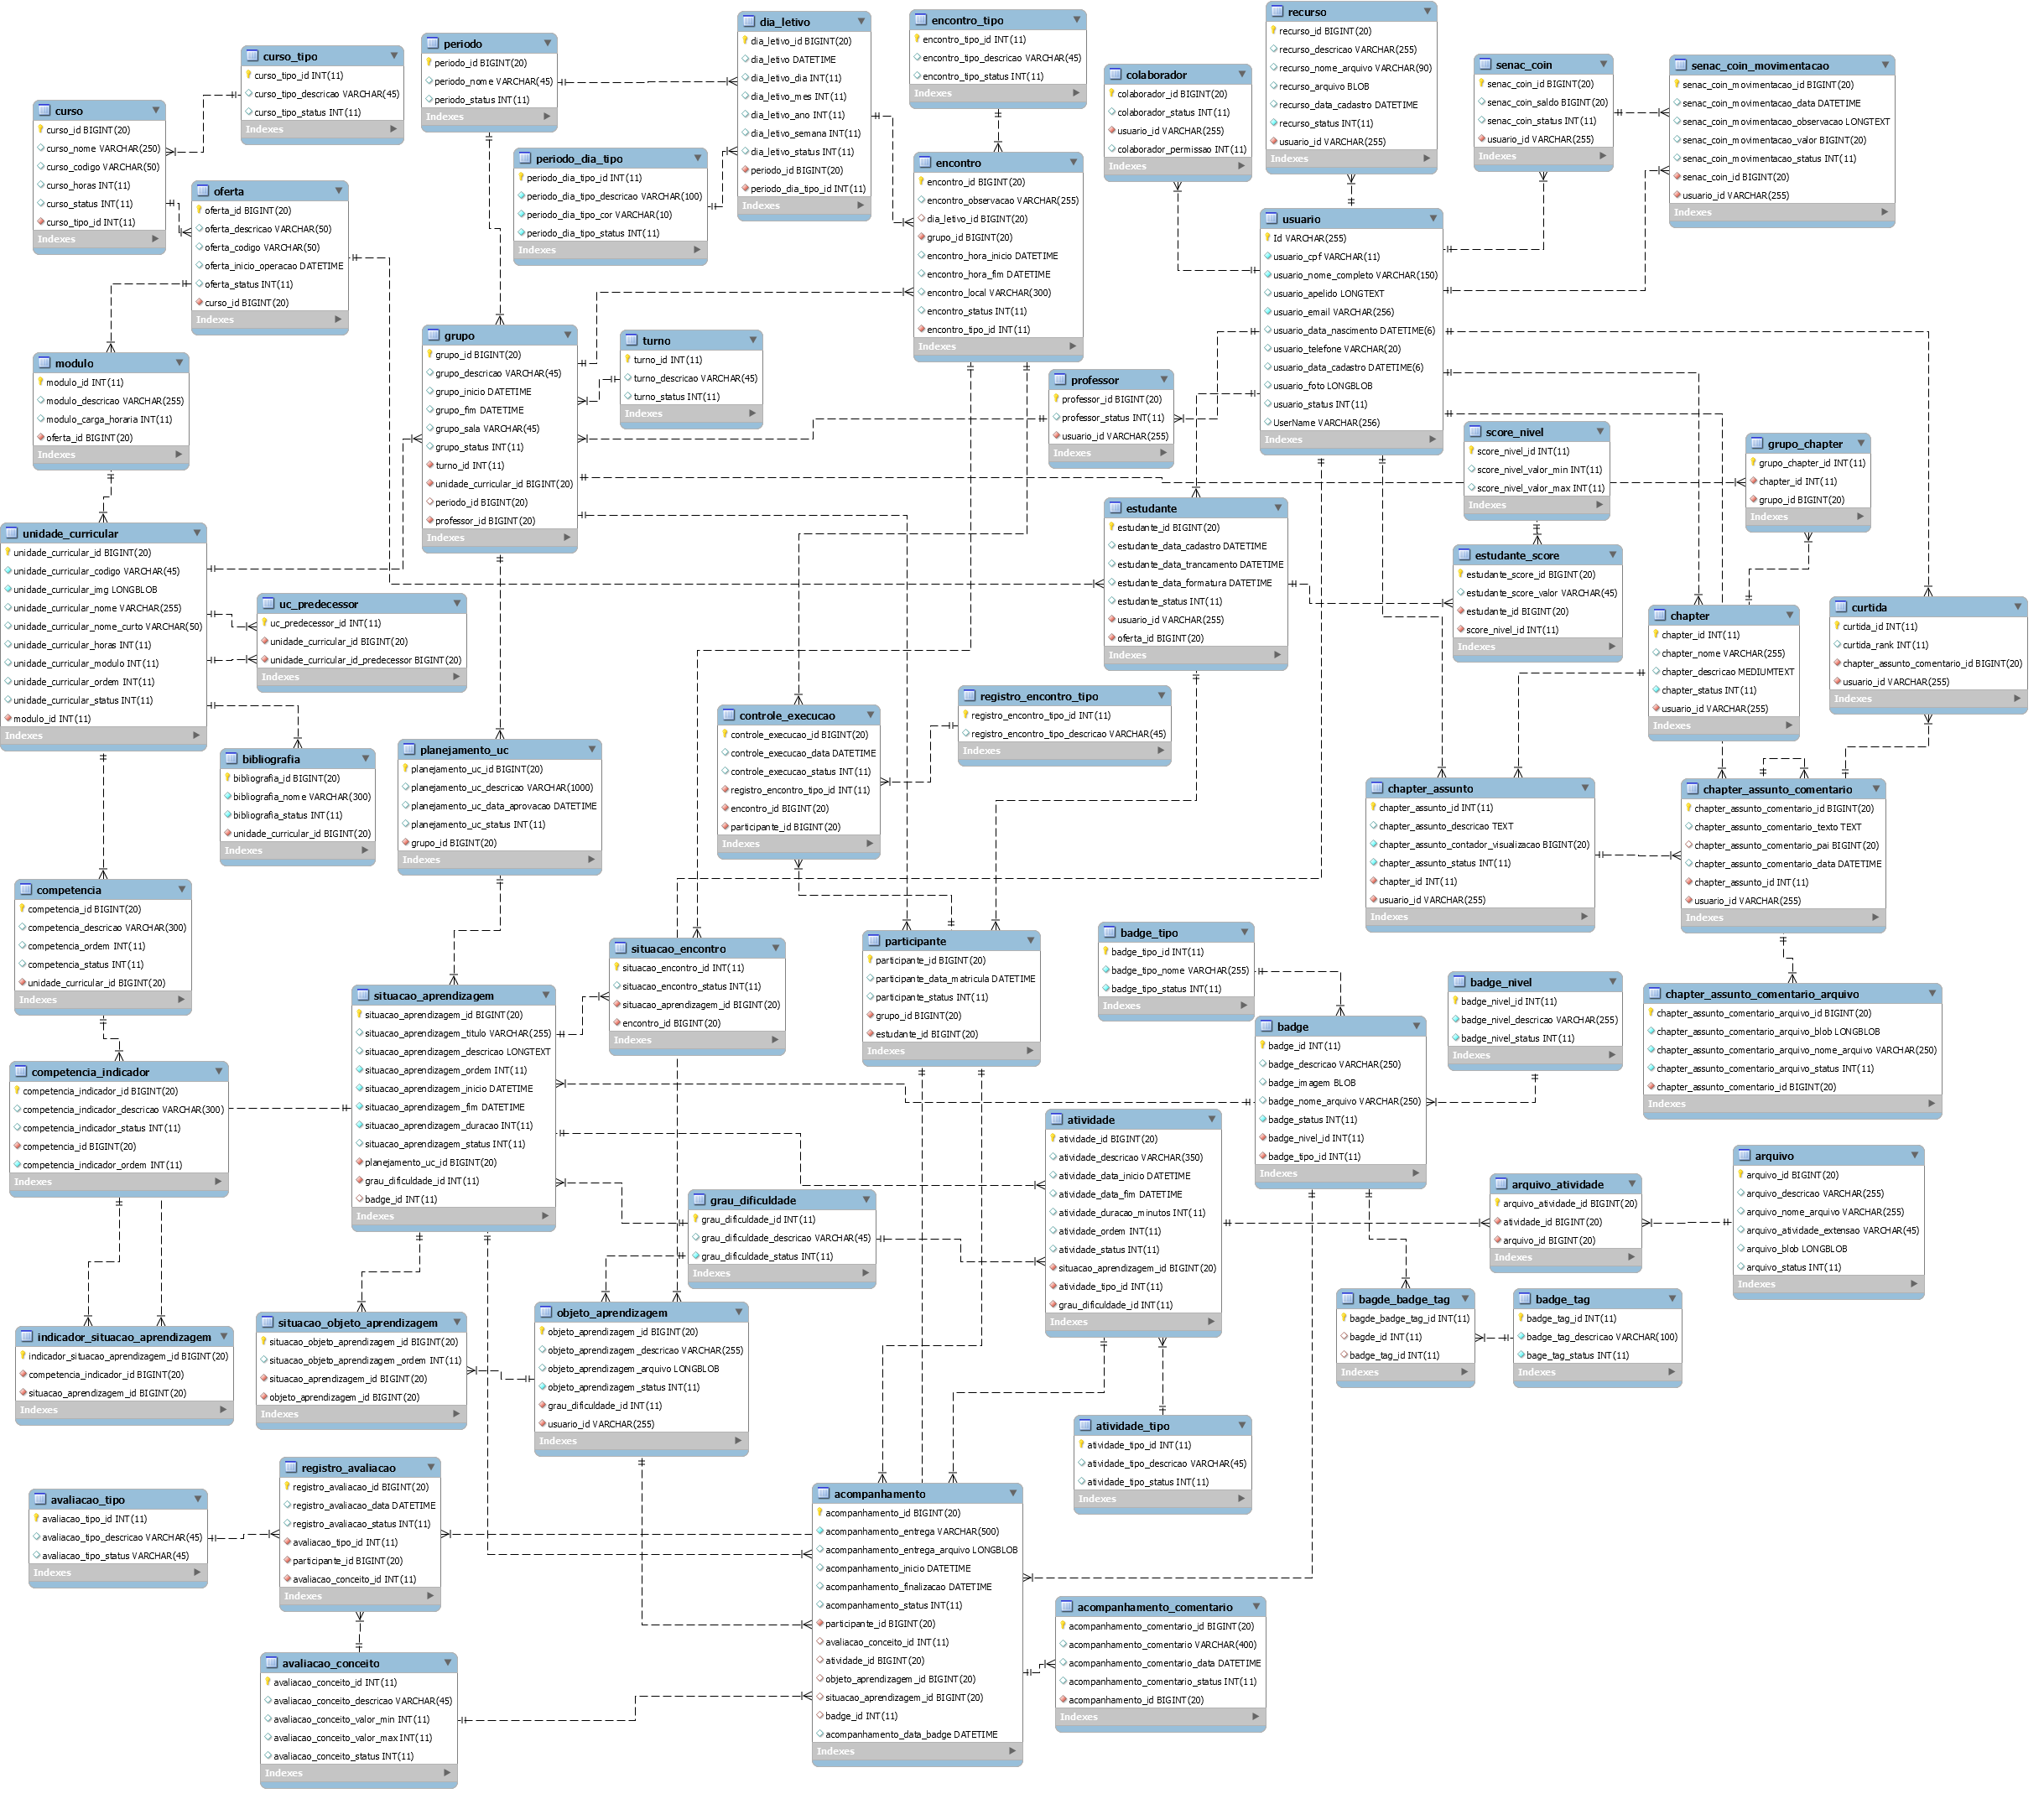 curso_tipo
curso_tipo_id INT(11)
curso_tipo_descricao VARCHAR(45)
curso_tipo_status INT(11)
Indexes
periodo
periodo_id BIGINT(20)
periodo_nome VARCHAR(45)
periodo_status INT(11)
Indexes
dia_letivo
dia_letivo_id BIGINT(20)
dia_letivo DATETIME
dia_letivo_dia INT(11)
dia_letivo_mes INT(11)
dia_letivo_ano INT(11)
dia_letivo_semana INT(11)
dia_letivo_status INT(11)
periodo_id BIGINT(20)
periodo_dia_tipo_id INT(11)
Indexes
encontro_tipo
encontro_tipo_id INT(11)
encontro_tipo_descricao VARCHAR(45)
encontro_tipo_status INT(11)
Indexes
colaborador
colaborador_id BIGINT(20)
colaborador_status INT(11)
usuario_id VARCHAR(255)
colaborador_permissao INT(11)
Indexes
recurso
recurso_id BIGINT(20)
recurso_descricao VARCHAR(255)
recurso_nome_arquivo VARCHAR(90)
recurso_arquivo BLOB
recurso_data_cadastro DATETIME
recurso_status INT(11)
usuario_id VARCHAR(255)
Indexes
senac_coin
senac_coin_id BIGINT(20)
senac_coin_saldo BIGINT(20)
senac_coin_status INT(11)
usuario_id VARCHAR(255)
Indexes
senac_coin_movimentacao
senac_coin_movimentacao_id BIGINT(20)
senac_coin_movimentacao_data DATETIME
senac_coin_movimentacao_observacao LONGTEXT
senac_coin_movimentacao_valor BIGINT(20)
senac_coin_movimentacao_status INT(11)
senac_coin_id BIGINT(20)
usuario_id VARCHAR(255)
Indexes
curso
curso_id BIGINT(20)
curso_nome VARCHAR(250)
curso_codigo VARCHAR(50)
curso_horas INT(11)
curso_status INT(11)
curso_tipo_id INT(11)
Indexes
oferta
oferta_id BIGINT(20)
oferta_descricao VARCHAR(50)
oferta_codigo VARCHAR(50)
oferta_inicio_operacao DATETIME
oferta_status INT(11)
curso_id BIGINT(20)
Indexes
periodo_dia_tipo
periodo_dia_tipo_id INT(11)
periodo_dia_tipo_descricao VARCHAR(100)
periodo_dia_tipo_cor VARCHAR(10)
periodo_dia_tipo_status INT(11)
Indexes
encontro
encontro_id BIGINT(20)
encontro_observacao VARCHAR(255)
dia_letivo_id BIGINT(20)
grupo_id BIGINT(20)
encontro_hora_inicio DATETIME
encontro_hora_fim DATETIME
encontro_local VARCHAR(300)
encontro_status INT(11)
encontro_tipo_id INT(11)
Indexes
usuario
Id VARCHAR(255)
usuario_cpf VARCHAR(11)
usuario_nome_completo VARCHAR(150)
usuario_apelido LONGTEXT
usuario_email VARCHAR(256)
usuario_data_nascimento DATETIME(6)
usuario_telefone VARCHAR(20)
usuario_data_cadastro DATETIME(6)
usuario_foto LONGBLOB
usuario_status INT(11)
UserName VARCHAR(256)
Indexes
modulo
modulo_id INT(11)
modulo_descricao VARCHAR(255)
modulo_carga_horaria INT(11)
oferta_id BIGINT(20)
Indexes
grupo
grupo_id BIGINT(20)
grupo_descricao VARCHAR(45)
grupo_inicio DATETIME
grupo_fim DATETIME
grupo_sala VARCHAR(45)
grupo_status INT(11)
turno_id INT(11)
unidade_curricular_id BIGINT(20)
periodo_id BIGINT(20)
professor_id BIGINT(20)
Indexes
turno
turno_id INT(11)
turno_descricao VARCHAR(45)
turno_status INT(11)
Indexes
professor
professor_id BIGINT(20)
professor_status INT(11)
usuario_id VARCHAR(255)
Indexes
score_nivel
score_nivel_id INT(11)
score_nivel_valor_min INT(11)
score_nivel_valor_max INT(11)
Indexes
grupo_chapter
grupo_chapter_id INT(11)
chapter_id INT(11)
grupo_id BIGINT(20)
Indexes
unidade_curricular
unidade_curricular_id BIGINT(20)
unidade_curricular_codigo VARCHAR(45)
unidade_curricular_img LONGBLOB
unidade_curricular_nome VARCHAR(255)
unidade_curricular_nome_curto VARCHAR(50)
unidade_curricular_horas INT(11)
unidade_curricular_modulo INT(11)
unidade_curricular_ordem INT(11)
unidade_curricular_status INT(11)
modulo_id INT(11)
Indexes
uc_predecessor
uc_predecessor_id INT(11)
unidade_curricular_id BIGINT(20)
unidade_curricular_id_predecessor BIGINT(20)
Indexes
estudante
estudante_id BIGINT(20)
estudante_data_cadastro DATETIME
estudante_data_trancamento DATETIME
estudante_data_formatura DATETIME
estudante_status INT(11)
usuario_id VARCHAR(255)
oferta_id BIGINT(20)
Indexes
estudante_score
estudante_score_id BIGINT(20)
estudante_score_valor VARCHAR(45)
estudante_id BIGINT(20)
score_nivel_id INT(11)
Indexes
chapter
chapter_id INT(11)
chapter_nome VARCHAR(255)
chapter_descricao MEDIUMTEXT
chapter_status INT(11)
usuario_id VARCHAR(255)
Indexes
curtida
curtida_id INT(11)
curtida_rank INT(11)
chapter_assunto_comentario_id BIGINT(20)
usuario_id VARCHAR(255)
Indexes
bibliografia
bibliografia_id BIGINT(20)
bibliografia_nome VARCHAR(300)
bibliografia_status INT(11)
unidade_curricular_id BIGINT(20)
Indexes
planejamento_uc
planejamento_uc_id BIGINT(20)
planejamento_uc_descricao VARCHAR(1000)
planejamento_uc_data_aprovacao DATETIME
planejamento_uc_status INT(11)
grupo_id BIGINT(20)
Indexes
controle_execucao
controle_execucao_id BIGINT(20)
controle_execucao_data DATETIME
controle_execucao_status INT(11)
registro_encontro_tipo_id INT(11)
encontro_id BIGINT(20)
participante_id BIGINT(20)
Indexes
registro_encontro_tipo
registro_encontro_tipo_id INT(11)
registro_encontro_tipo_descricao VARCHAR(45)
Indexes
chapter_assunto
chapter_assunto_id INT(11)
chapter_assunto_descricao TEXT
chapter_assunto_contador_visualizacao BIGINT(20)
chapter_assunto_status INT(11)
chapter_id INT(11)
usuario_id VARCHAR(255)
Indexes
chapter_assunto_comentario
chapter_assunto_comentario_id BIGINT(20)
chapter_assunto_comentario_texto TEXT
chapter_assunto_comentario_pai BIGINT(20)
chapter_assunto_comentario_data DATETIME
chapter_assunto_id INT(11)
usuario_id VARCHAR(255)
Indexes
competencia
competencia_id BIGINT(20)
competencia_descricao VARCHAR(300)
competencia_ordem INT(11)
competencia_status INT(11)
unidade_curricular_id BIGINT(20)
Indexes
situacao_encontro
situacao_encontro_id INT(11)
situacao_encontro_status INT(11)
situacao_aprendizagem_id BIGINT(20)
encontro_id BIGINT(20)
Indexes
participante
participante_id BIGINT(20)
participante_data_matricula DATETIME
participante_status INT(11)
grupo_id BIGINT(20)
estudante_id BIGINT(20)
Indexes
badge_tipo
badge_tipo_id INT(11)
badge_tipo_nome VARCHAR(255)
badge_tipo_status INT(11)
Indexes
badge_nivel
badge_nivel_id INT(11)
badge_nivel_descricao VARCHAR(255)
badge_nivel_status INT(11)
Indexes
chapter_assunto_comentario_arquivo
chapter_assunto_comentario_arquivo_id BIGINT(20)
chapter_assunto_comentario_arquivo_blob LONGBLOB
chapter_assunto_comentario_arquivo_nome_arquivo VARCHAR(250)
chapter_assunto_comentario_arquivo_status INT(11)
chapter_assunto_comentario_id BIGINT(20)
Indexes
situacao_aprendizagem
situacao_aprendizagem_id BIGINT(20)
situacao_aprendizagem_titulo VARCHAR(255)
situacao_aprendizagem_descricao LONGTEXT
situacao_aprendizagem_ordem INT(11)
situacao_aprendizagem_inicio DATETIME
situacao_aprendizagem_fim DATETIME
situacao_aprendizagem_duracao INT(11)
situacao_aprendizagem_status INT(11)
planejamento_uc_id BIGINT(20)
grau_dificuldade_id INT(11)
badge_id INT(11)
Indexes
badge
badge_id INT(11)
badge_descricao VARCHAR(250)
badge_imagem BLOB
badge_nome_arquivo VARCHAR(250)
badge_status INT(11)
badge_nivel_id INT(11)
badge_tipo_id INT(11)
Indexes
competencia_indicador
competencia_indicador_id BIGINT(20)
competencia_indicador_descricao VARCHAR(300)
competencia_indicador_status INT(11)
competencia_id BIGINT(20)
competencia_indicador_ordem INT(11)
Indexes
atividade
atividade_id BIGINT(20)
atividade_descricao VARCHAR(350)
atividade_data_inicio DATETIME
atividade_data_fim DATETIME
atividade_duracao_minutos INT(11)
atividade_ordem INT(11)
atividade_status INT(11)
situacao_aprendizagem_id BIGINT(20)
atividade_tipo_id INT(11)
grau_dificuldade_id INT(11)
Indexes
arquivo_atividade
arquivo_atividade_id BIGINT(20)
atividade_id BIGINT(20)
arquivo_id BIGINT(20)
Indexes
arquivo
arquivo_id BIGINT(20)
arquivo_descricao VARCHAR(255)
arquivo_nome_arquivo VARCHAR(255)
arquivo_atividade_extensao VARCHAR(45)
arquivo_blob LONGBLOB
arquivo_status INT(11)
Indexes
grau_dificuldade
grau_dificuldade_id INT(11)
grau_dificuldade_descricao VARCHAR(45)
grau_dificuldade_status INT(11)
Indexes
bagde_badge_tag
bagde_badge_tag_id INT(11)
bagde_id INT(11)
badge_tag_id INT(11)
Indexes
badge_tag
badge_tag_id INT(11)
badge_tag_descricao VARCHAR(100)
bage_tag_status INT(11)
Indexes
indicador_situacao_aprendizagem
indicador_situacao_aprendizagem_id BIGINT(20)
competencia_indicador_id BIGINT(20)
situacao_aprendizagem_id BIGINT(20)
Indexes
situacao_objeto_aprendizagem
situacao_objeto_aprendizagem_id BIGINT(20)
situacao_objeto_aprendizagem_ordem INT(11)
situacao_aprendizagem_id BIGINT(20)
objeto_aprendizagem_id BIGINT(20)
Indexes
objeto_aprendizagem
objeto_aprendizagem_id BIGINT(20)
objeto_aprendizagem_descricao VARCHAR(255)
objeto_aprendizagem_arquivo LONGBLOB
objeto_aprendizagem_status INT(11)
grau_dificuldade_id INT(11)
usuario_id VARCHAR(255)
Indexes
atividade_tipo
atividade_tipo_id INT(11)
atividade_tipo_descricao VARCHAR(45)
atividade_tipo_status INT(11)
Indexes
avaliacao_tipo
avaliacao_tipo_id INT(11)
avaliacao_tipo_descricao VARCHAR(45)
avaliacao_tipo_status VARCHAR(45)
Indexes
registro_avaliacao
registro_avaliacao_id BIGINT(20)
registro_avaliacao_data DATETIME
registro_avaliacao_status INT(11)
avaliacao_tipo_id INT(11)
participante_id BIGINT(20)
avaliacao_conceito_id INT(11)
Indexes
acompanhamento
acompanhamento_id BIGINT(20)
acompanhamento_entrega VARCHAR(500)
acompanhamento_entrega_arquivo LONGBLOB
acompanhamento_inicio DATETIME
acompanhamento_finalizacao DATETIME
acompanhamento_status INT(11)
participante_id BIGINT(20)
avaliacao_conceito_id INT(11)
atividade_id BIGINT(20)
objeto_aprendizagem_id BIGINT(20)
situacao_aprendizagem_id BIGINT(20)
badge_id INT(11)
acompanhamento_data_badge DATETIME
Indexes
acompanhamento_comentario
acompanhamento_comentario_id BIGINT(20)
acompanhamento_comentario VARCHAR(400)
acompanhamento_comentario_data DATETIME
acompanhamento_comentario_status INT(11)
acompanhamento_id BIGINT(20)
Indexes
avaliacao_conceito
avaliacao_conceito_id INT(11)
avaliacao_conceito_descricao VARCHAR(45)
avaliacao_conceito_valor_min INT(11)
avaliacao_conceito_valor_max INT(11)
avaliacao_conceito_status INT(11)
Indexes